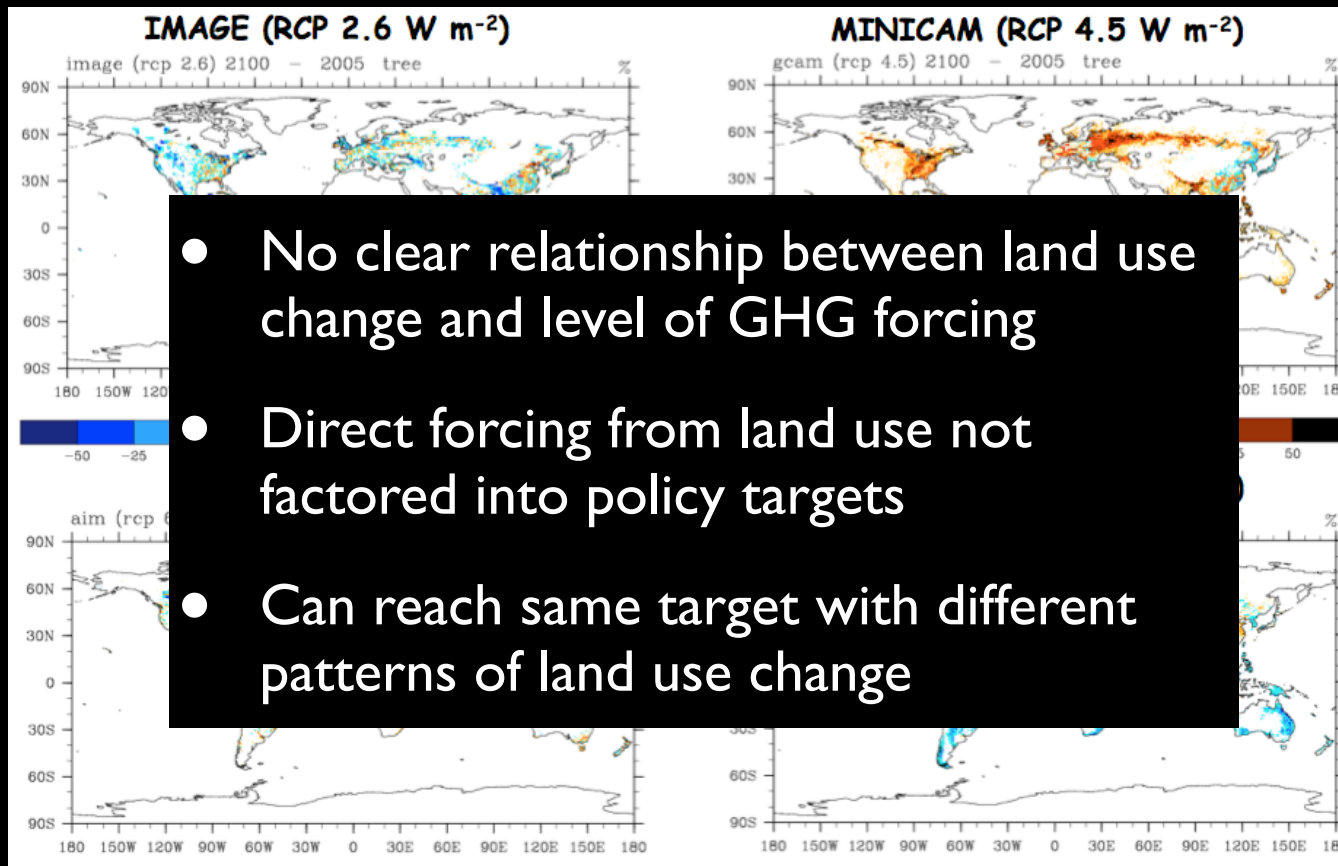 IMAGE (RCP 2.6 W m⁻²)
MINICAM (RCP 4.5 W m⁻²)
image (rcp 2.6) 2100 – 2005 tree %
gcam (rcp 4.5) 2100 – 2005 tree %
90N
60N
30N
0
30S
60S
90S
180 150W 120
90N
60N
30N
0E 150E 18
-50 -25
50
• No clear relationship between land use
change and level of GHG forcing
• Direct forcing from land use not
factored into policy targets
• Can reach same target with different
patterns of land use change
aim (rcp 6
%
90N
60N
30N
0
30S
60S
90S
180 150W 120W 90W 60W 30W 0 30E 60E 90E 120E 150E 180
30S
60S
90S
180 150W 120W 90W 60W 30W 0 30E 60E 90E 120E 150E 18